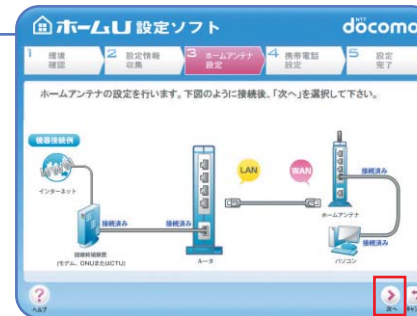 ホームU 設定ソフト
NTT
döcomo
1 環境確認
2 設定情報収集
3 ホームアンテナ設定
4 携帯電話設定
5 設定完了
ホームアンテナの設定を行います。下図のように接続後、「次へ」を選択して下さい。
機器接続例
インターネット
接続済み
接続済み
回線終端装置
(モデム、ONUまたはCTU)
ルータ
LAN
WAN
接続済み
ホームアンテナ
接続済み
パソコン
?
ヘルプ
次へ